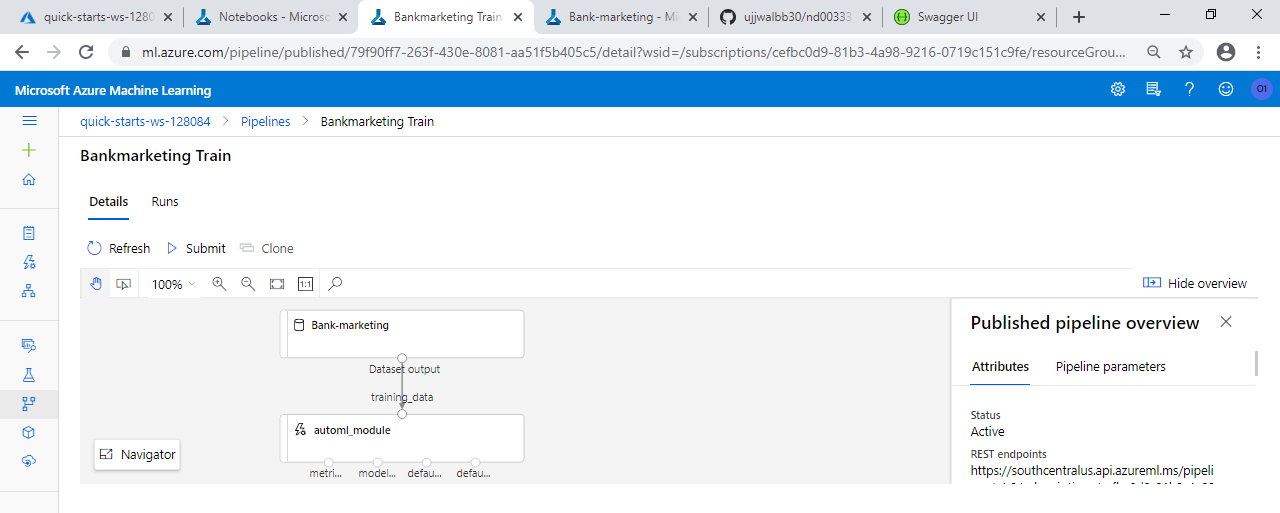 quick-starts-ws-1280
Notebooks - Microso
Bankmarketing Train
Bank-marketing - Mi
ujjwalbb30/nd00333
Swagger UI
ml.azure.com/pipeline/published/79f90ff7-263f-430e-8081-aa51f5b405c5/detail?wsid=/subscriptions/cefbc0d9-81b3-4a98-9216-0719c151c9fe/resourceGrou...
Microsoft Azure Machine Learning
O1
quick-starts-ws-128084 > Pipelines > Bankmarketing Train
Bankmarketing Train
Details Runs
Refresh Submit Clone
100% 1:1 Hide overview
Bank-marketing
Dataset output
training_data
automl_module
metri... model... defau... defau...
Navigator
Published pipeline overview
Attributes Pipeline parameters
Status
Active
REST endpoints
https://southcentralus.api.azureml.ms/pipeli